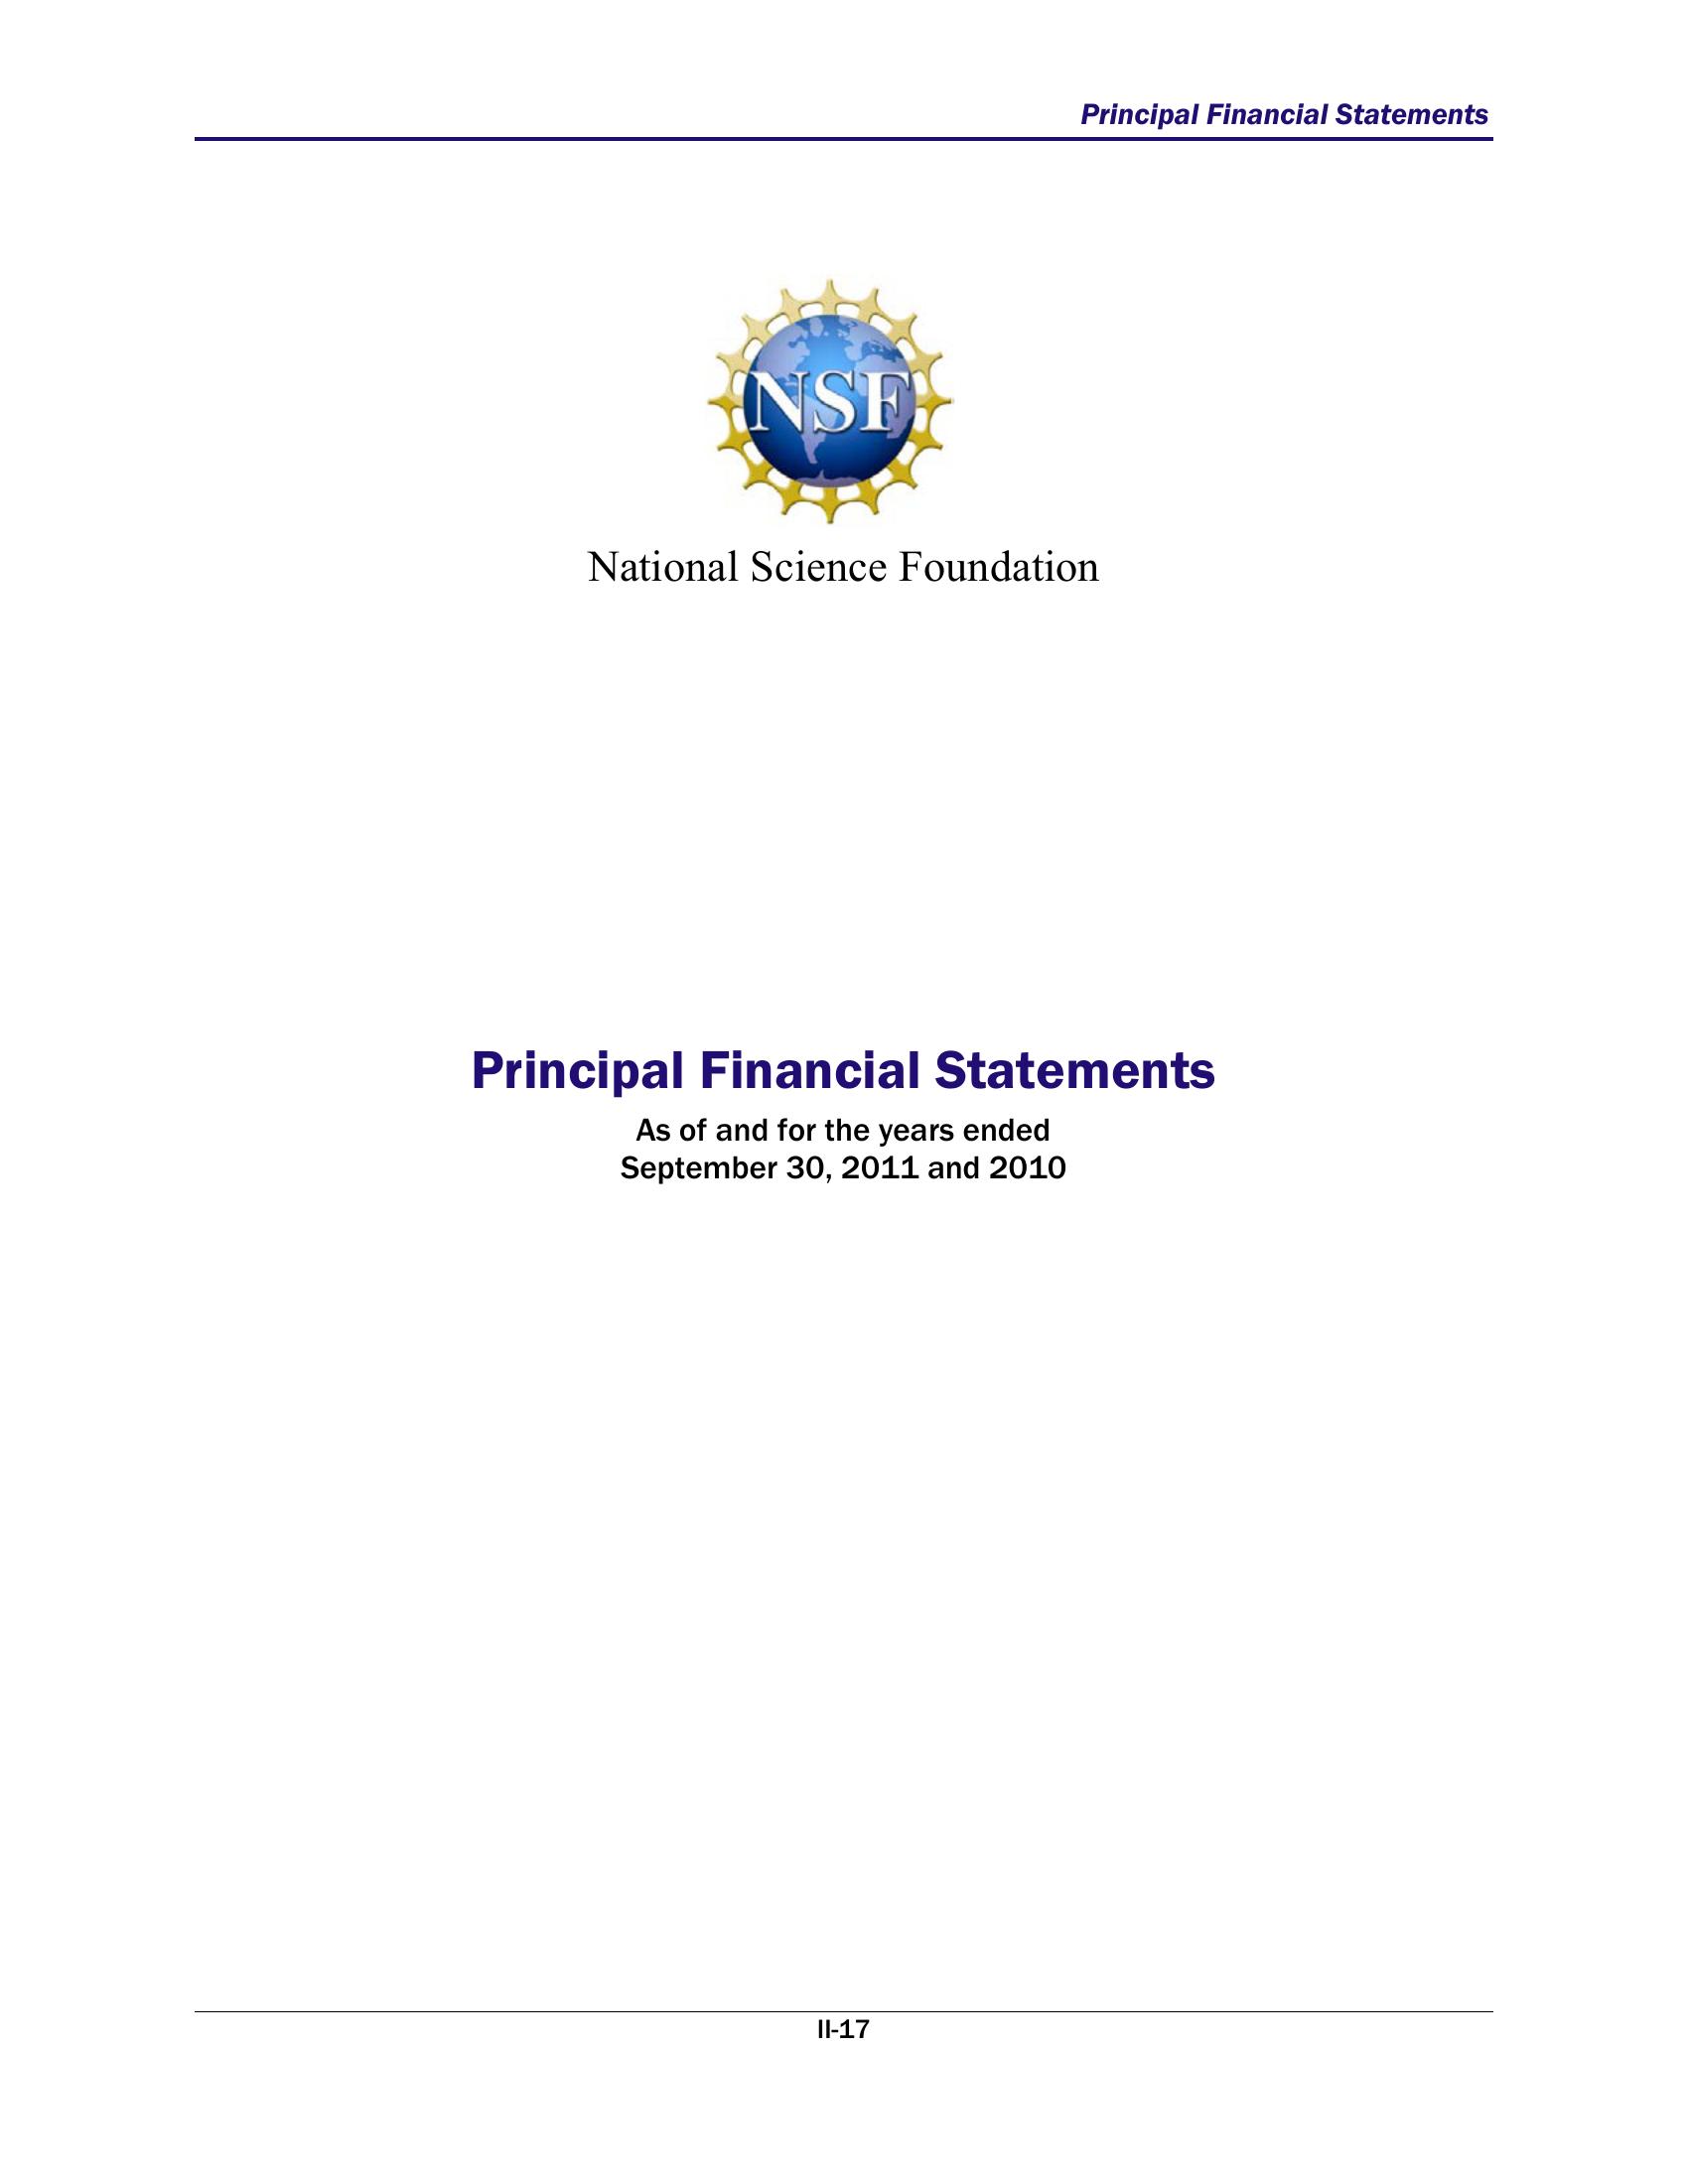 Principal Financial Statements
NSF
National Science Foundation
Principal Financial Statements
As of and for the years ended
September 30, 2011 and 2010
II-17